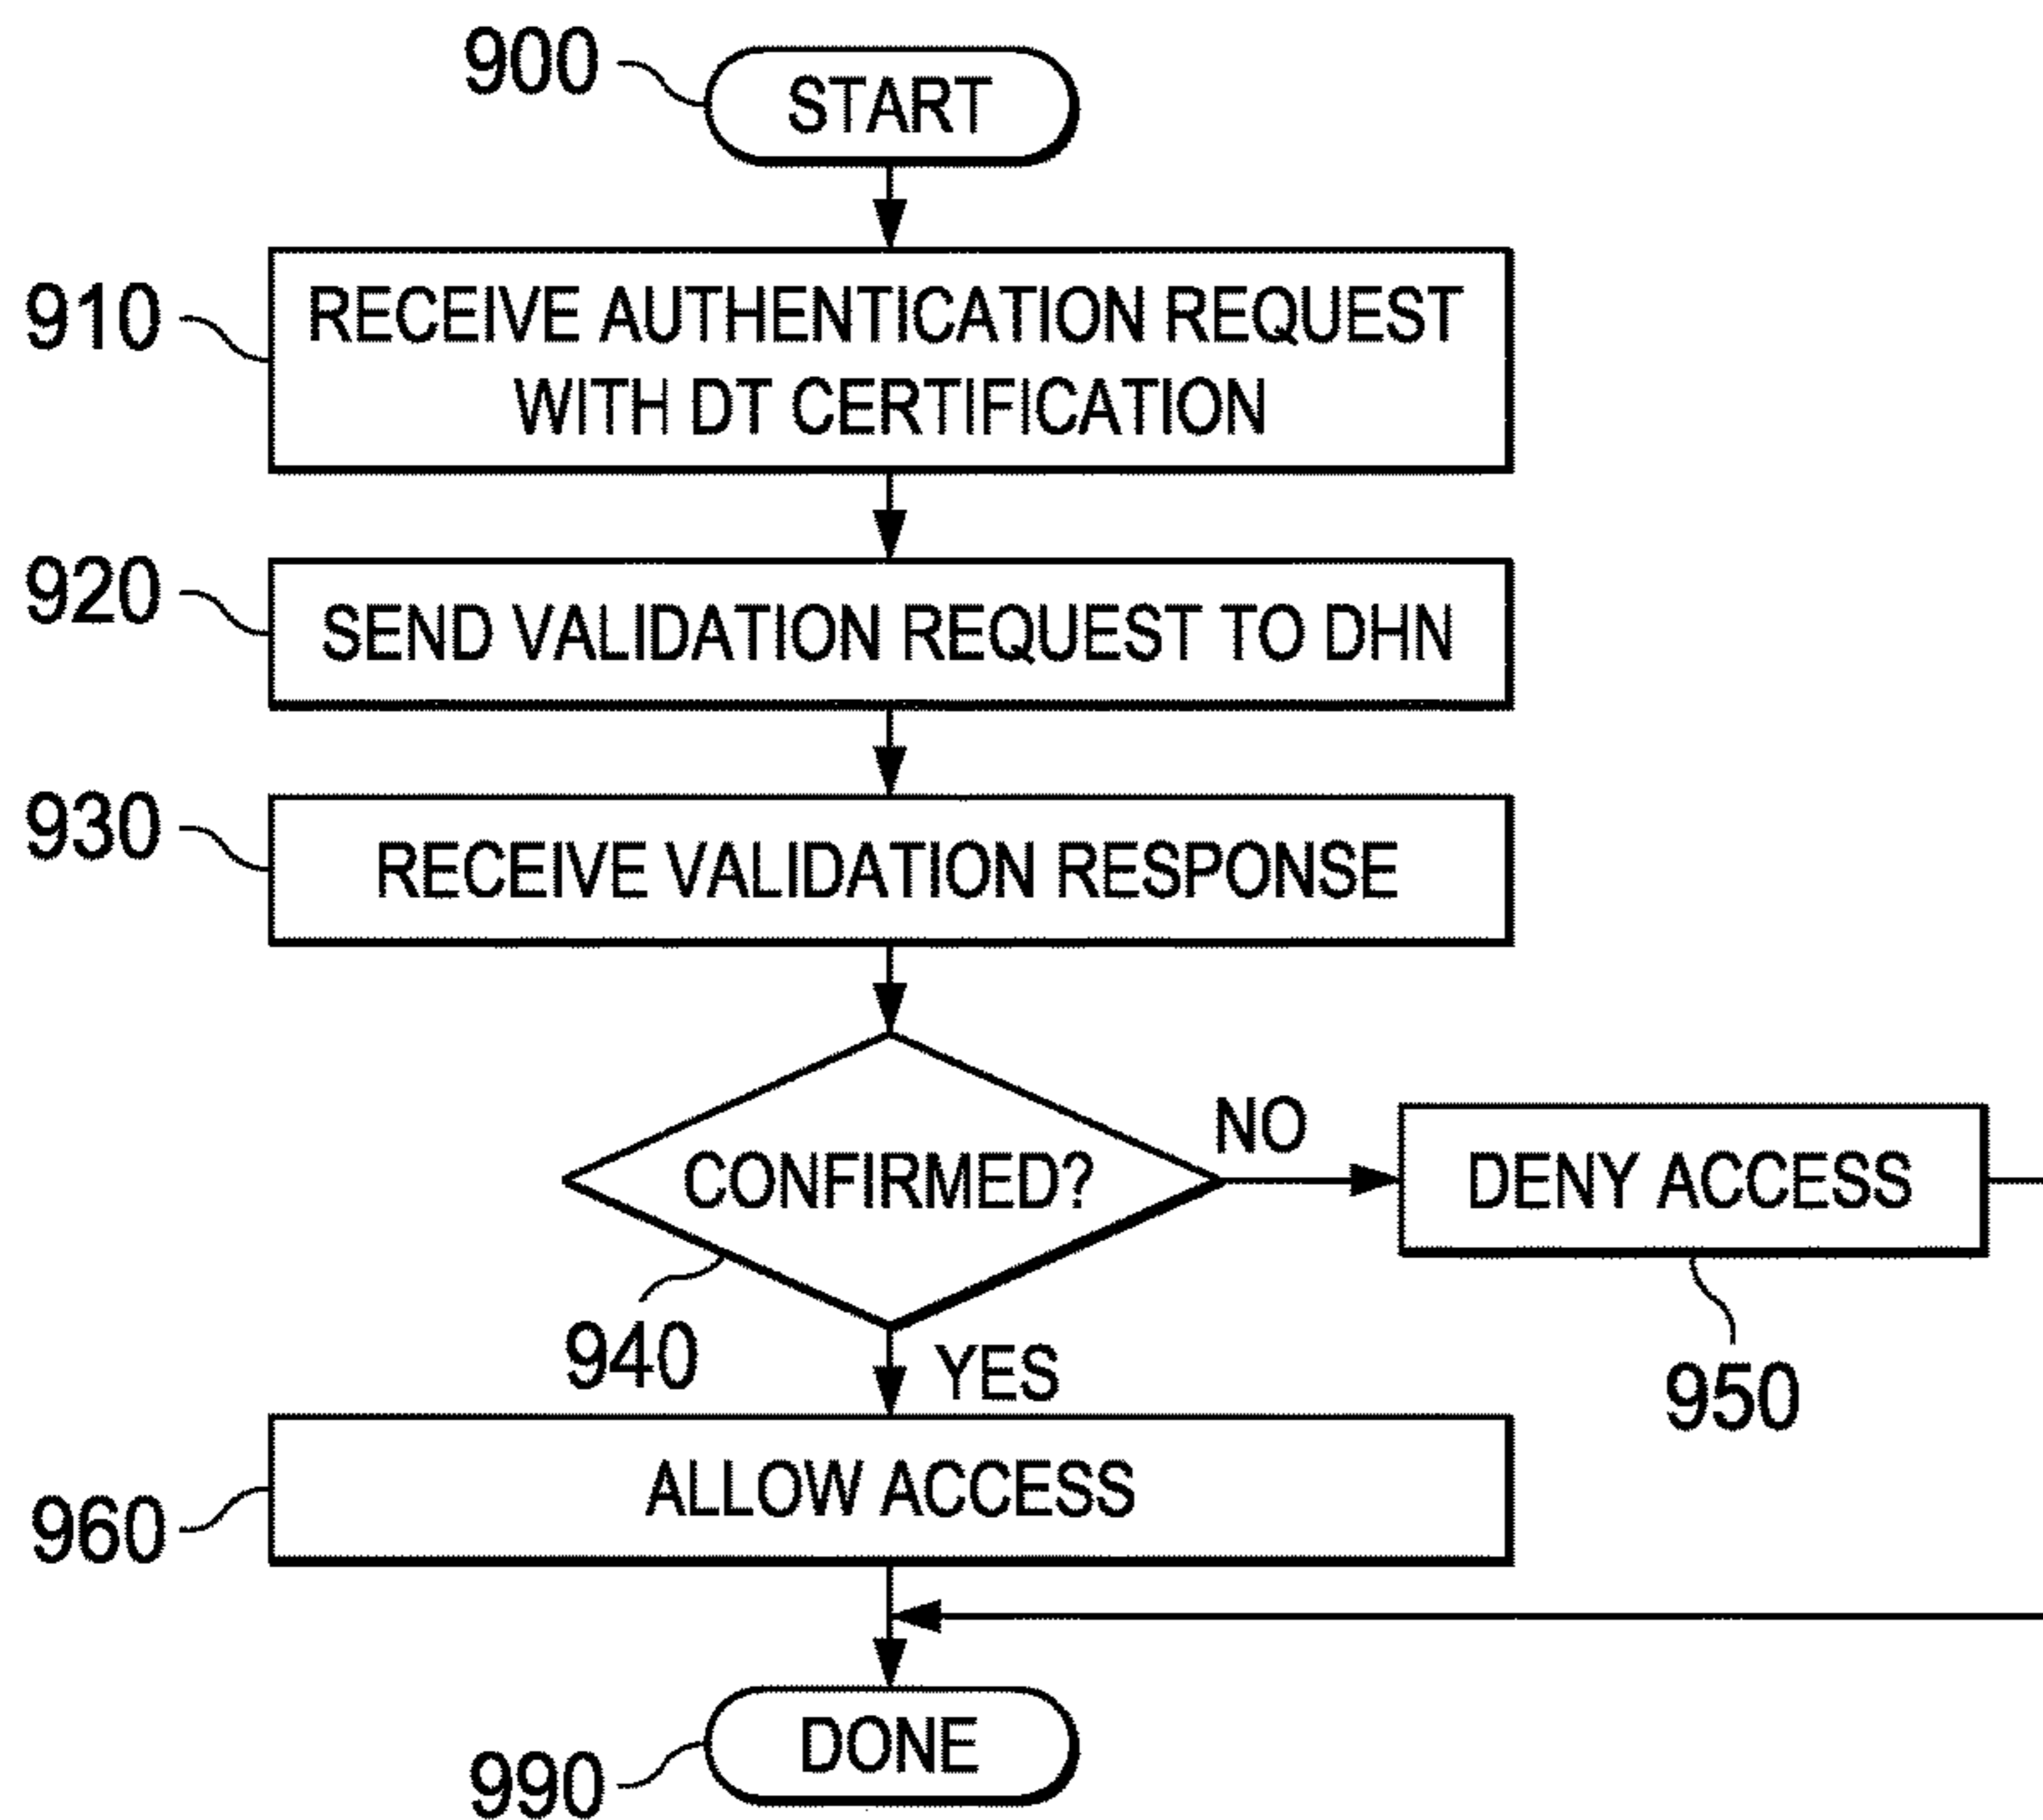 900
START
910
RECEIVE AUTHENTICATION REQUEST
WITH DT CERTIFICATION
920
SEND VALIDATION REQUEST TO DHN
930
RECEIVE VALIDATION RESPONSE
CONFIRMED?
NO
DENY ACCESS
940
YES
950
960
ALLOW ACCESS
990
DONE